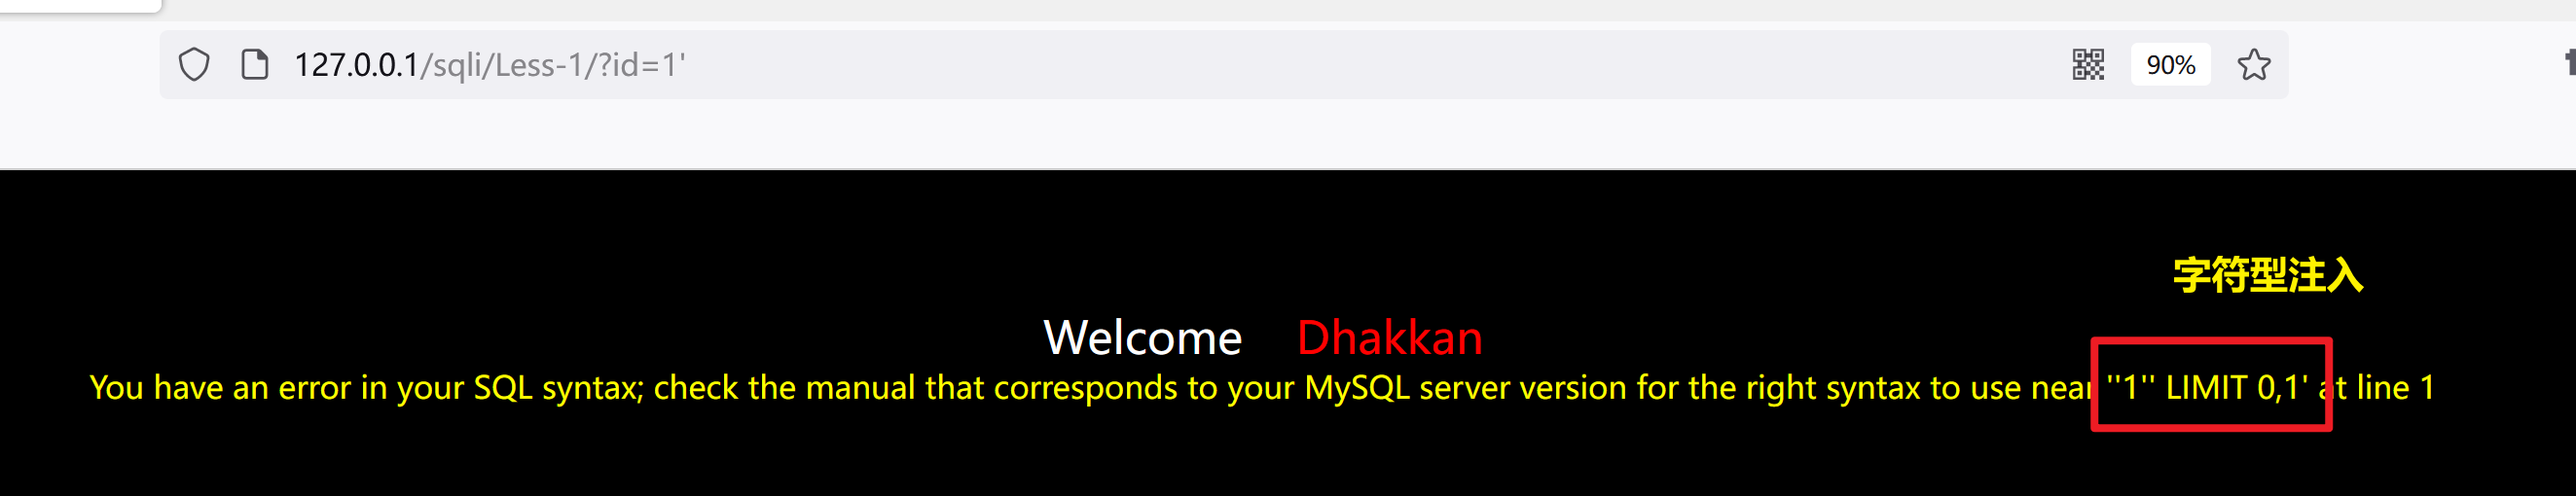 127.0.0.1/sqli/Less-1/?id=1'
90%
字符型注入
Welcome Dhakkan
You have an error in your SQL syntax; check the manual that corresponds to your MySQL server version for the right syntax to use near ''1'' LIMIT 0,1' at line 1